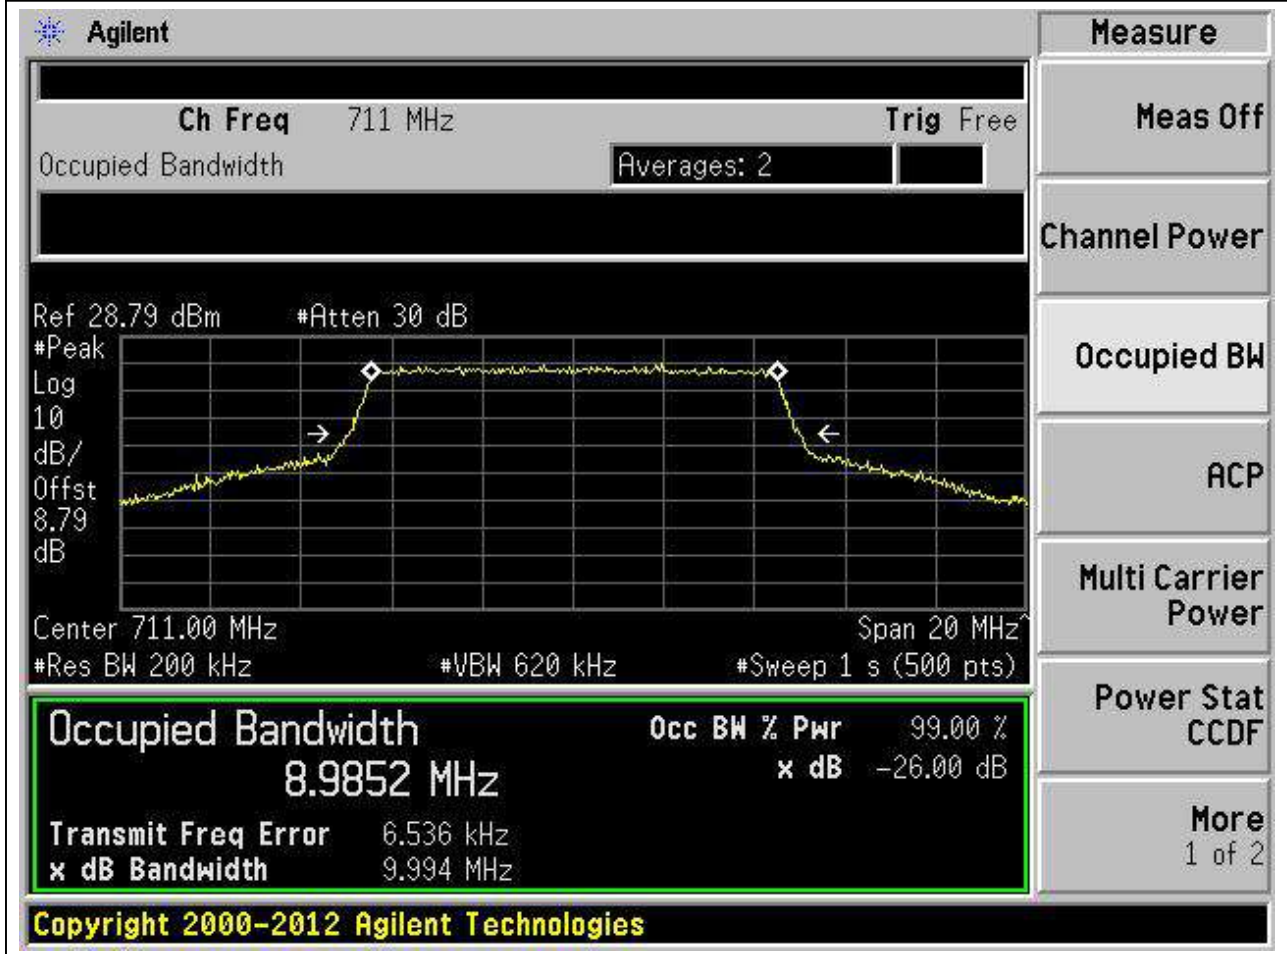 Agilent
Measure
Ch Freq 711 MHz Trig Free
Occupied Bandwidth Averages: 2
Meas Off
Channel Power
Occupied BW
ACP
Multi Carrier
Power
Power Stat
CCDF
More
1 of 2
Ref 28.79 dBm #Atten 30 dB
#Peak
Log
10
dB/
Offst
8.79
dB
Center 711.00 MHz Span 20 MHz^
#Res BW 200 kHz #VBW 620 kHz #Sweep 1 s (500 pts)
Occupied Bandwidth Occ BW % Pwr 99.00 %
8.9852 MHz x dB -26.00 dB
Transmit Freq Error 6.536 kHz
x dB Bandwidth 9.994 MHz
Copyright 2000-2012 Agilent Technologies